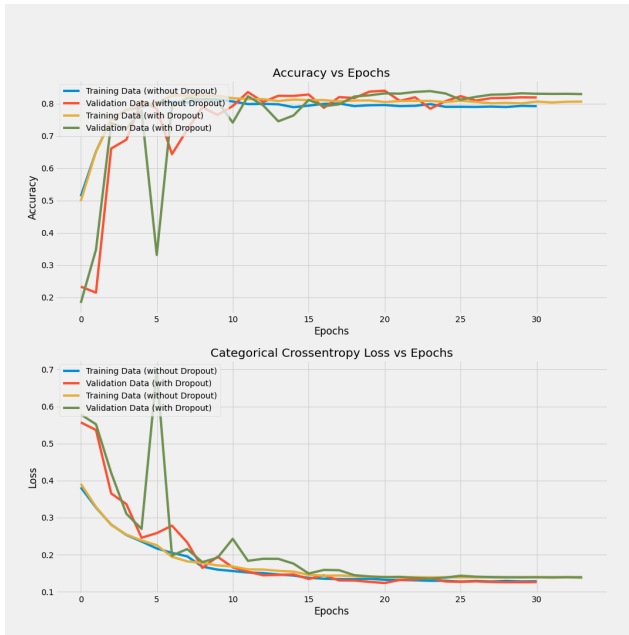 Accuracy vs Epochs
Training Data (without Dropout)
Validation Data (without Dropout)
Training Data (with Dropout)
Validation Data (with Dropout)
Accuracy
0.8
0.7
0.6
0.5
0.4
0.3
0.2
0
5
10
15
20
25
30
Epochs
Categorical Crossentropy Loss vs Epochs
Training Data (without Dropout)
Validation Data (with Dropout)
Training Data (without Dropout)
Validation Data (with Dropout)
Loss
0.7
0.6
0.5
0.4
0.3
0.2
0.1
0
5
10
15
20
25
30
Epochs